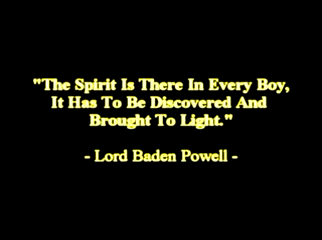 "The Spirit Is There In Every Boy,
It Has To Be Discovered And
Brought To Light."
- Lord Baden Powell -